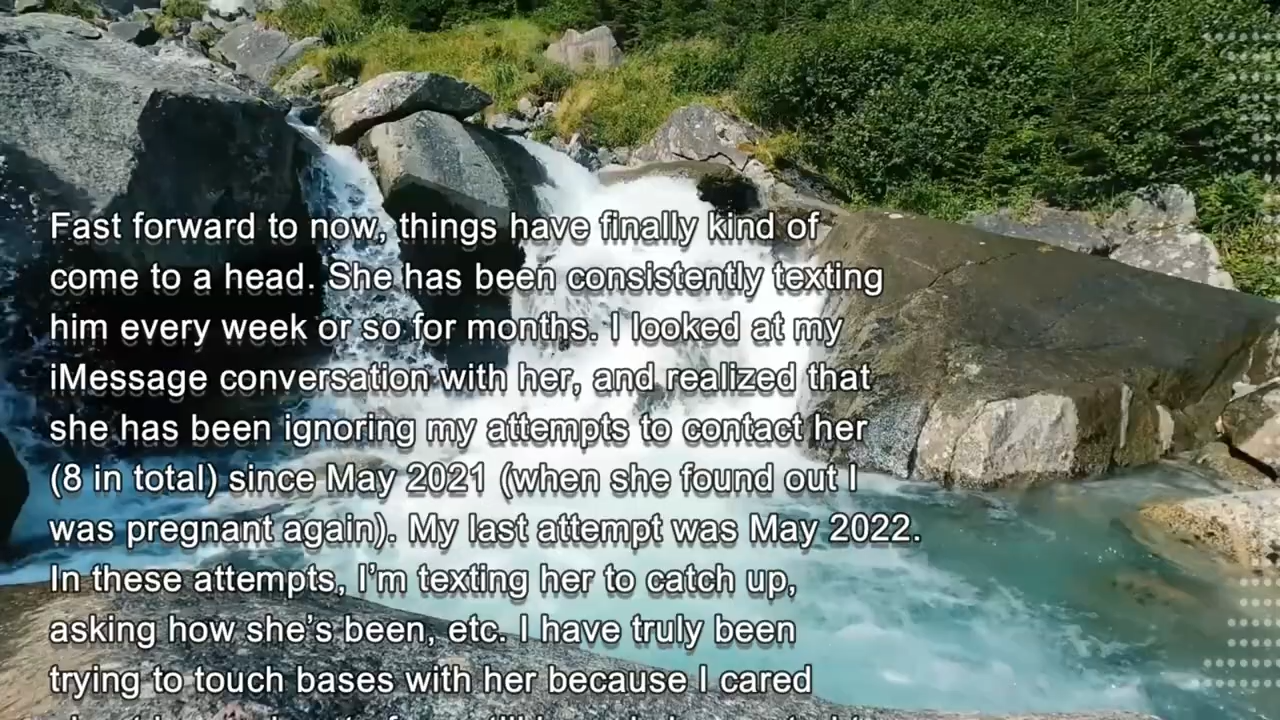 Fast forward to now, things have finally kind of
come to a head. She has been consistently texting
him every week or so for months. I looked at my
iMessage conversation with her, and realized that
she has been ignoring my attempts to contact her
(8 in total) since May 2021 (when she found out I
was pregnant again). My last attempt was May 2022.
In these attempts, I’m texting her to catch up,
asking how she’s been, etc. I have truly been
trying to touch bases with her because I cared